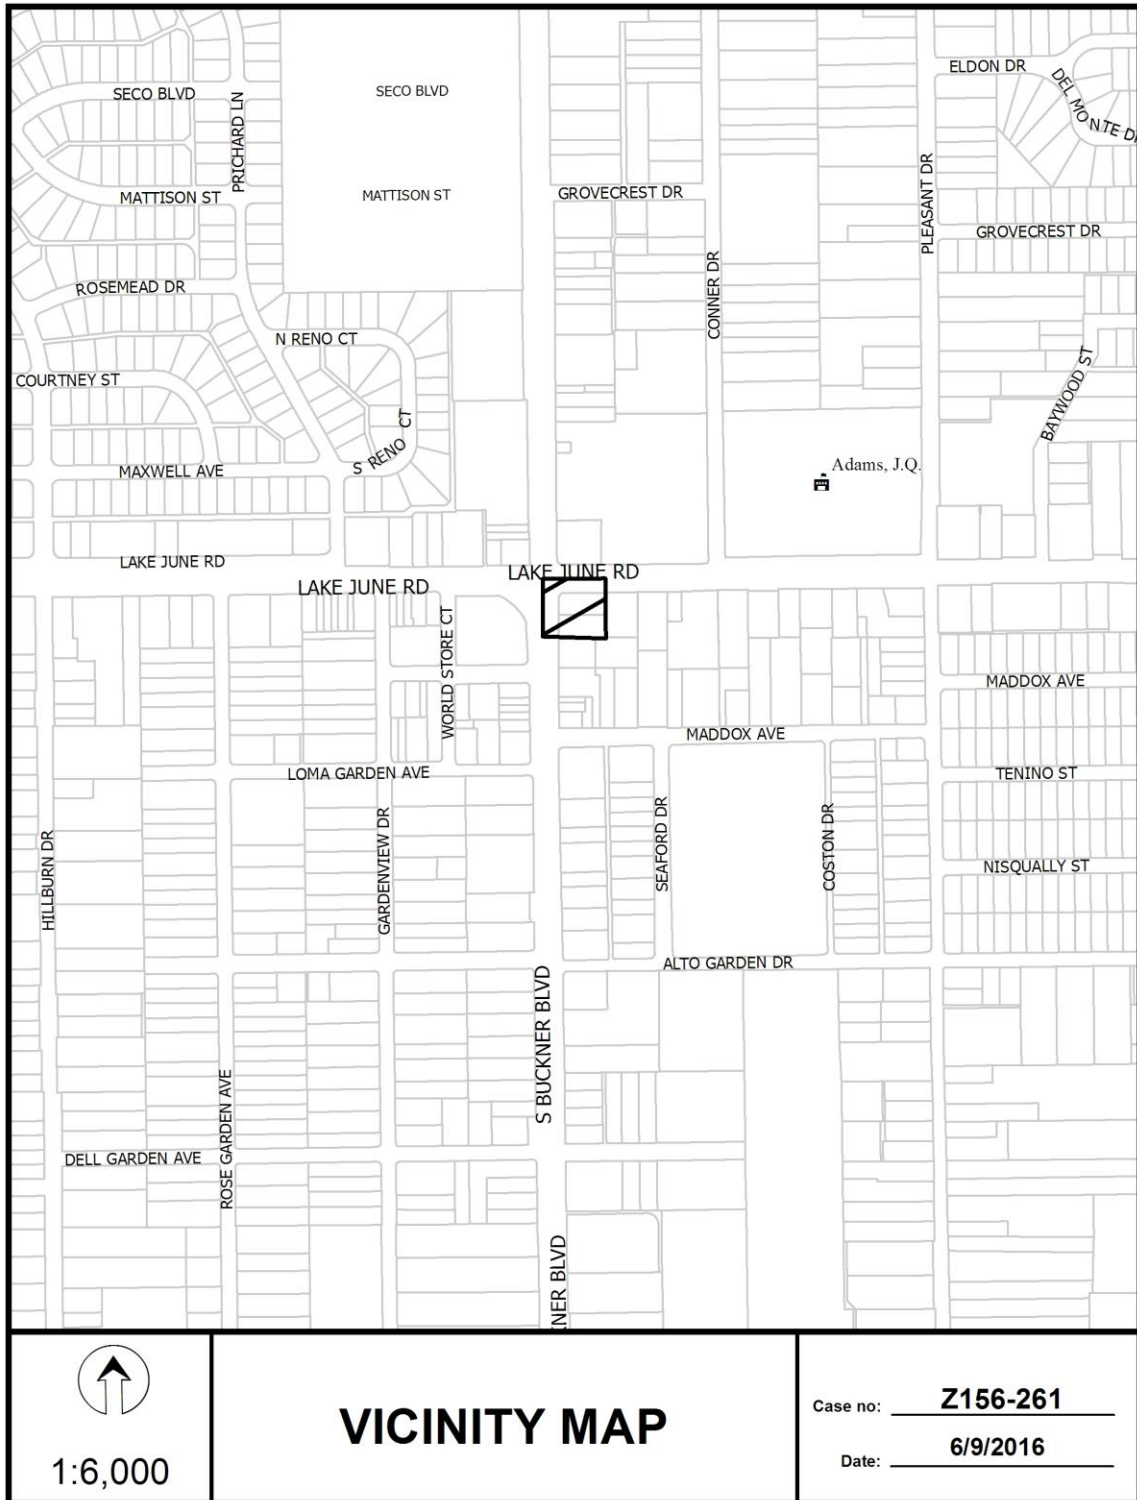 ELDON DR
SECO BLVD
SECO BLVD
DEL MONTE D
PRICHARD LN
MATTISON ST
MATTISON ST
GROVECREST DR
PLEASANT DR
GROVECREST DR
CONNER DR
ROSEMEAD DR
N RENO CT
COURTNEY ST
BAYWOOD ST
S RENO CT
MAXWELL AVE
Adams, J.Q.
LAKE JUNE RD
LAKE JUNE RD
LAKE JUNE RD
WORLD STORE CT
MADDOX AVE
MADDOX AVE
LOMA GARDEN AVE
TENINO ST
HILLBURN DR
GARDENVIEW DR
SEAFORD DR
COSTON DR
NISQUALLY ST
ALTO GARDEN DR
S BUCKNER BLVD
ROSE GARDEN AVE
DELL GARDEN AVE
KNER BLVD
1:6,000
VICINITY MAP
Case no: Z156-261
Date: 6/9/2016